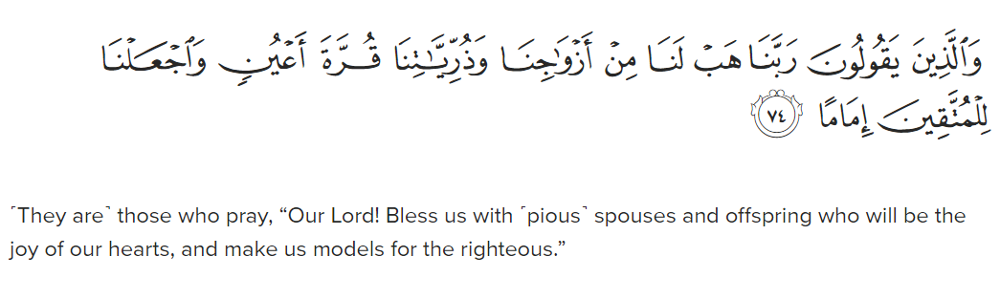 وَٱلَّذِينَ يَقُولُونَ رَبَّنَا هَبْ لَنَا مِنْ أَزْوَٰجِنَا وَذُرِّيَّـٰتِنَا قُرَّةَ أَعْيُنٍ وَٱجْعَلْنَا
لِلْمُتَّقِينَ إِمَامًا ٧٤
˹They are˺ those who pray, “Our Lord! Bless us with ˹pious˺ spouses and offspring who will be the
joy of our hearts, and make us models for the righteous.”